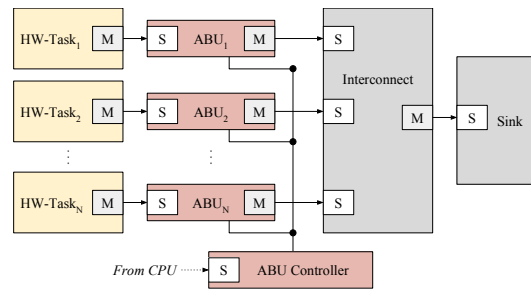 HW-Task1 M S ABU1 M S
Interconnect
HW-Task2 M S ABU2 M S M S Sink
⋮ ⋮
HW-TaskN M S ABUN M S
From CPU S ABU Controller